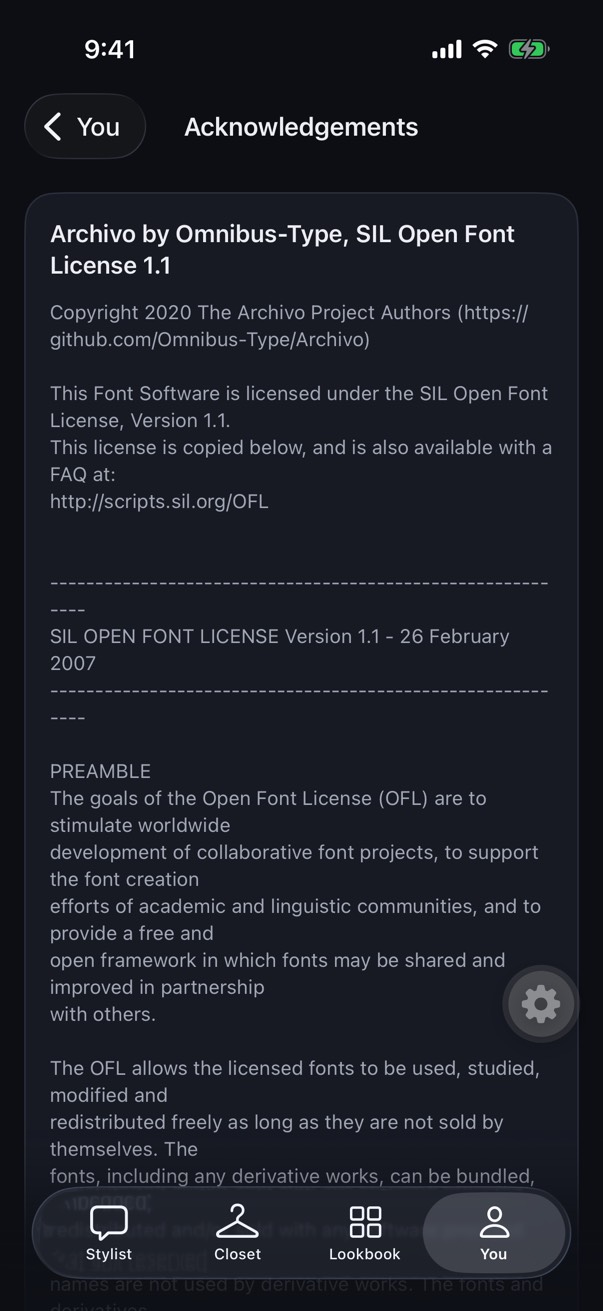 9:41
You
Acknowledgements
Archivo by Omnibus-Type, SIL Open Font
License 1.1
Copyright 2020 The Archivo Project Authors (https://
github.com/Omnibus-Type/Archivo)
This Font Software is licensed under the SIL Open Font
License, Version 1.1.
This license is copied below, and is also available with a
FAQ at:
http://scripts.sil.org/OFL
-------------------------------------------------------
----
SIL OPEN FONT LICENSE Version 1.1 - 26 February
2007
-------------------------------------------------------
----
PREAMBLE
The goals of the Open Font License (OFL) are to
stimulate worldwide
development of collaborative font projects, to support
the font creation
efforts of academic and linguistic communities, and to
provide a free and
open framework in which fonts may be shared and
improved in partnership
with others.
The OFL allows the licensed fonts to be used, studied,
modified and
redistributed freely as long as they are not sold by
themselves. The
fonts, including any derivative works, can be bundled,
Stylist
Closet
Lookbook
You
names are not used by derivative works. The fonts and
derivatives,